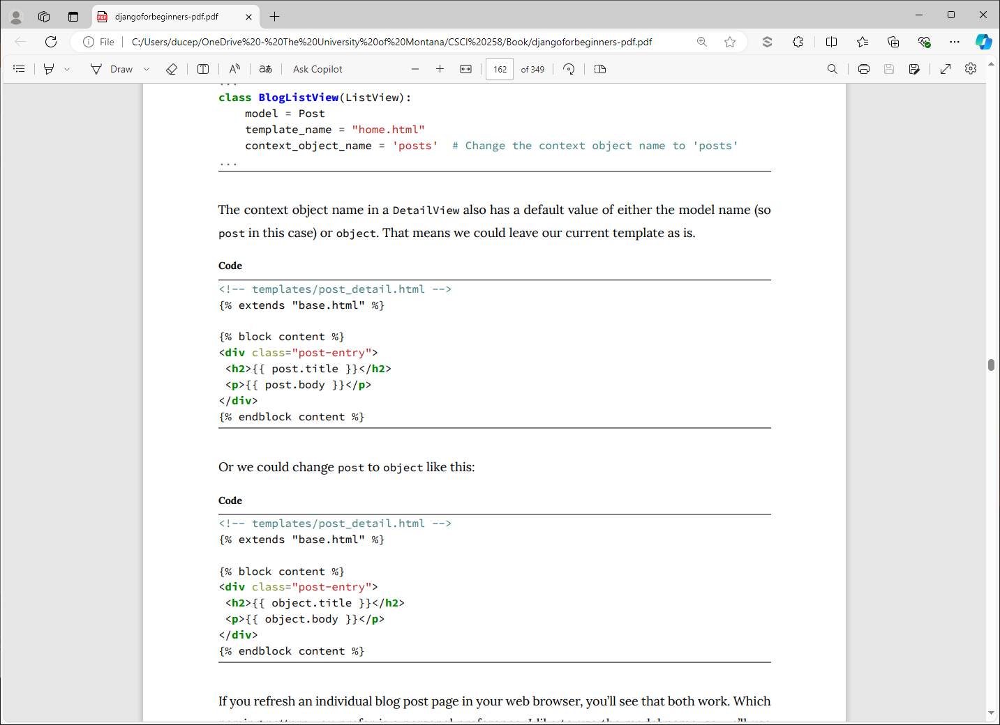 djangoforbeginners-pdf.pdf
File
C:/Users/ducep/OneDrive%20-%20The%20University%20of%20Montana/CSCI%20258/Book/djangoforbeginners-pdf.pdf
Draw
aあ
Ask Copilot
162
of 349
...
class BlogListView(ListView):
    model = Post
    template_name = "home.html"
    context_object_name = 'posts'  # Change the context object name to 'posts'
...
The context object name in a DetailView also has a default value of either the model name (so
post in this case) or object. That means we could leave our current template as is.
Code
<!-- templates/post_detail.html -->
{% extends "base.html" %}
{% block content %}
<div class="post-entry">
 <h2>{{ post.title }}</h2>
 <p>{{ post.body }}</p>
</div>
{% endblock content %}
Or we could change post to object like this:
Code
<!-- templates/post_detail.html -->
{% extends "base.html" %}
{% block content %}
<div class="post-entry">
 <h2>{{ object.title }}</h2>
 <p>{{ object.body }}</p>
</div>
{% endblock content %}
If you refresh an individual blog post page in your web browser, you'll see that both work. Which